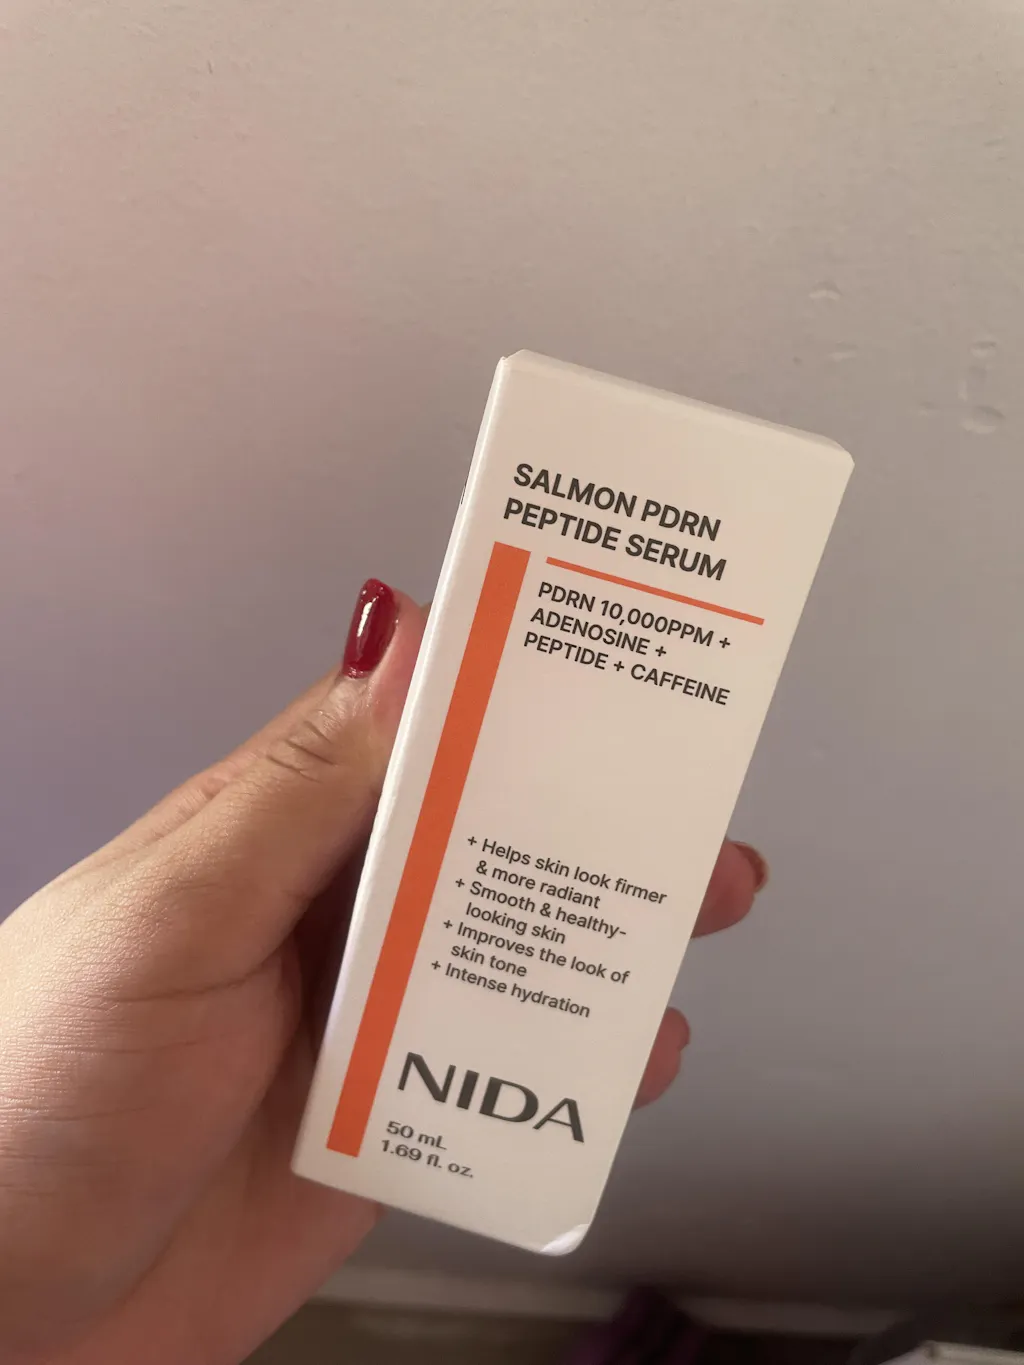 SALMON PDRN
PEPTIDE SERUM
PDRN 10,000PPM +
ADENOSINE +
PEPTIDE + CAFFEINE
+ Helps skin look firmer
& more radiant
+ Smooth & healthy-
looking skin
+ Improves the look of
skin tone
+ Intense hydration
NIDA
50 mL
1.69 fl. oz.